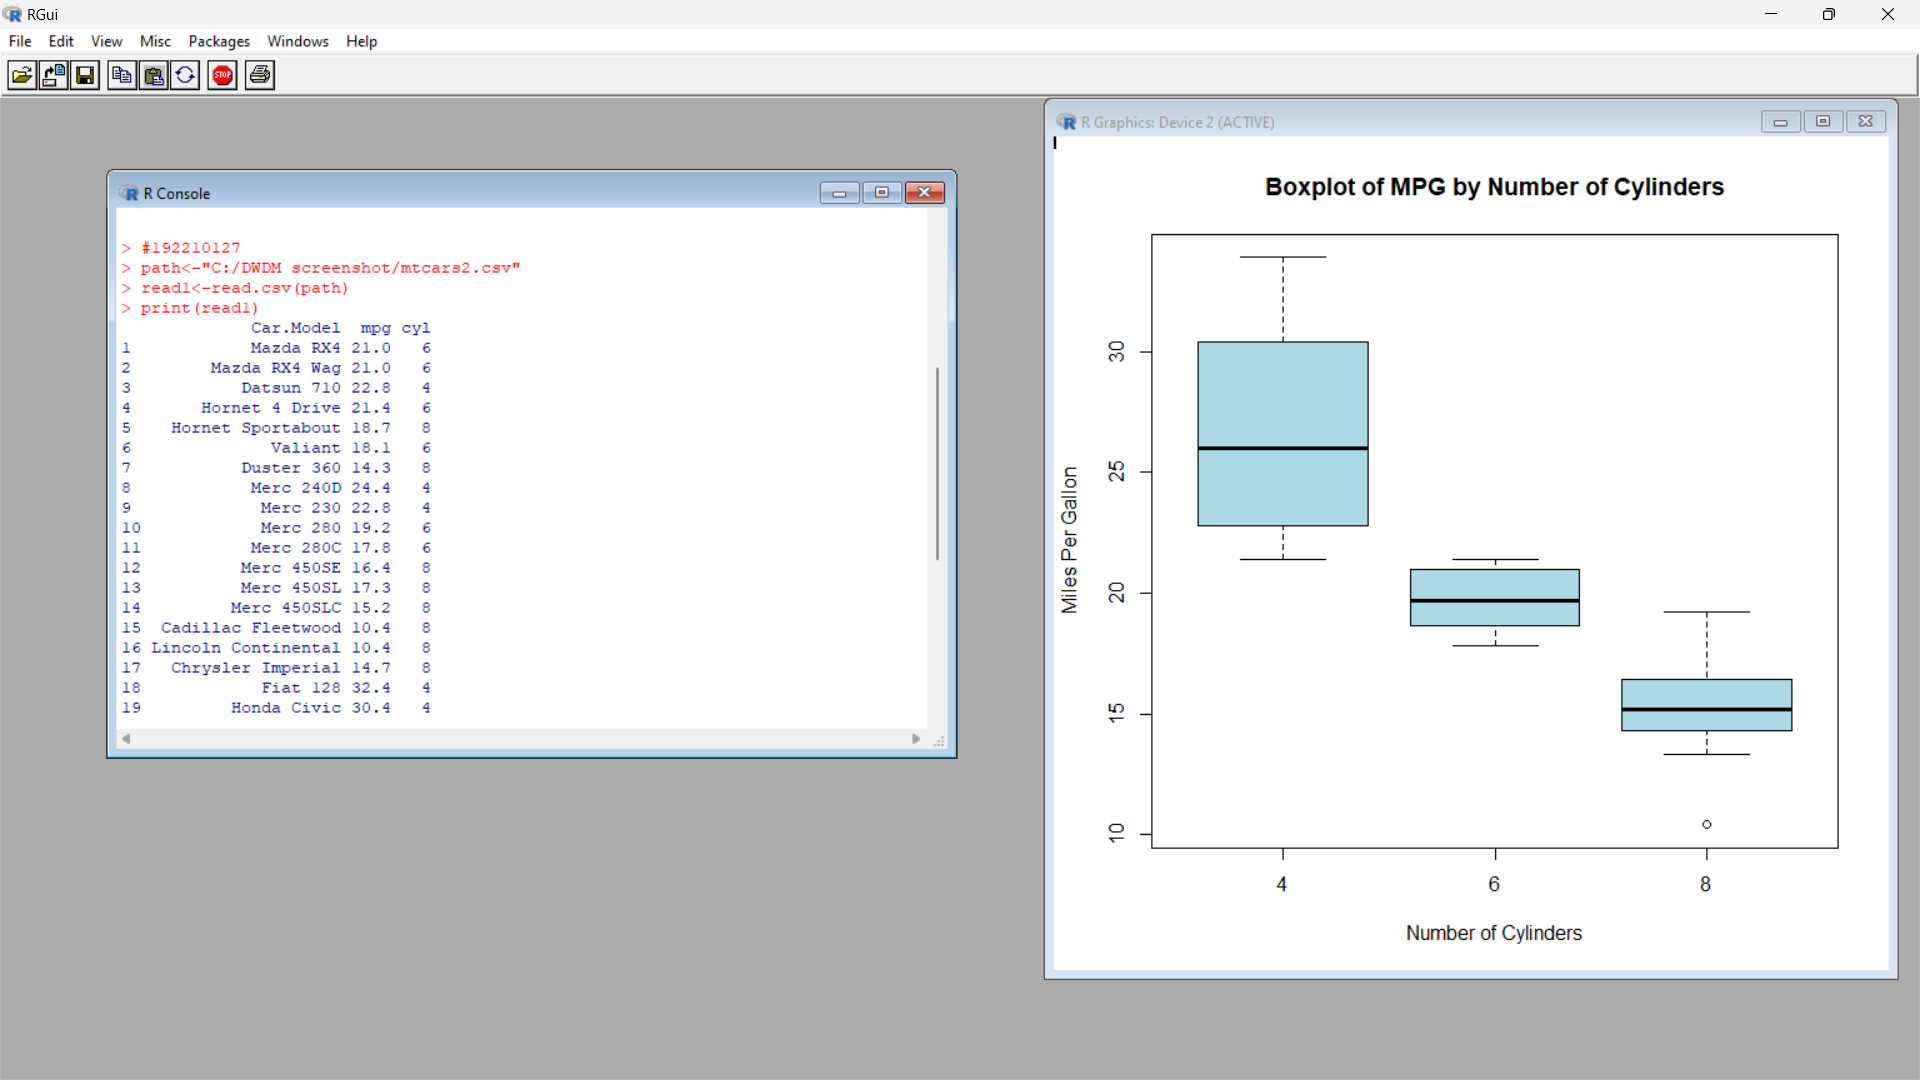 RGui
File Edit View Misc Packages Windows Help
STOP
R Console
> #192210127
> path<-"C:/DWDM screenshot/mtcars2.csv"
> read1<-read.csv(path)
> print(read1)
Car.Model mpg cyl
1 Mazda RX4 21.0 6
2 Mazda RX4 Wag 21.0 6
3 Datsun 710 22.8 4
4 Hornet 4 Drive 21.4 6
5 Hornet Sportabout 18.7 8
6 Valiant 18.1 6
7 Duster 360 14.3 8
8 Merc 240D 24.4 4
9 Merc 230 22.8 4
10 Merc 280 19.2 6
11 Merc 280C 17.8 6
12 Merc 450SE 16.4 8
13 Merc 450SL 17.3 8
14 Merc 450SLC 15.2 8
15 Cadillac Fleetwood 10.4 8
16 Lincoln Continental 10.4 8
17 Chrysler Imperial 14.7 8
18 Fiat 128 32.4 4
19 Honda Civic 30.4 4
R Graphics: Device 2 (ACTIVE)
Boxplot of MPG by Number of Cylinders
Miles Per Gallon
30
25
20
15
10
4 6 8
Number of Cylinders